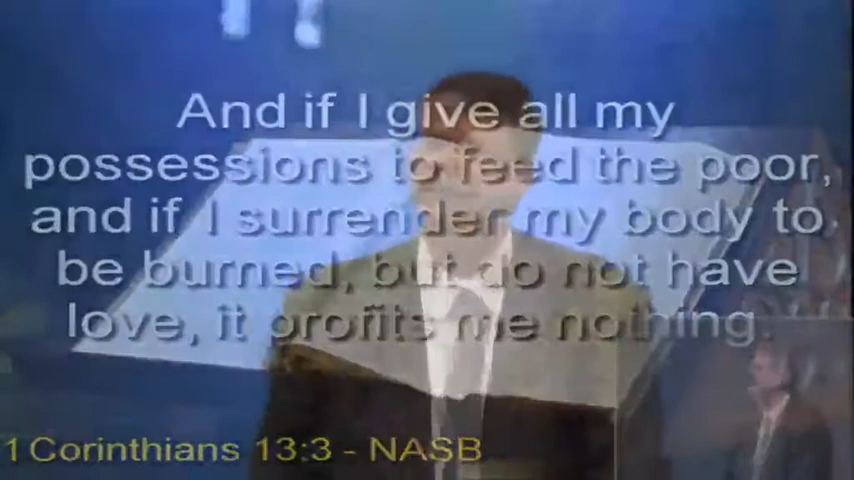 And if I give all my
possessions to feed the poor,
and if I surrender my body to
be burned, but do not have
love, it profits me nothing.
1 Corinthians 13:3 - NASB